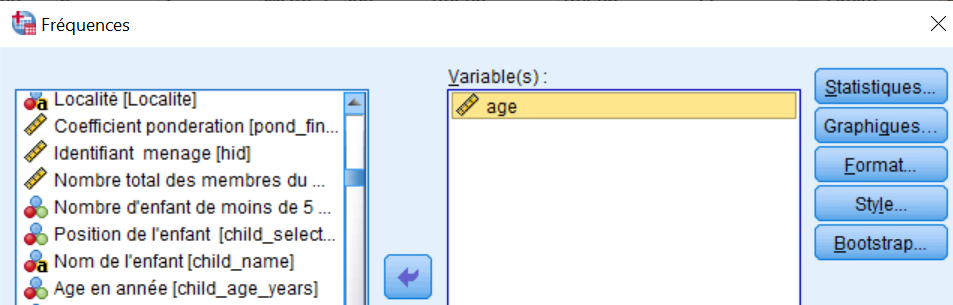 Fréquences
Variable(s) :
Localité [Localite]
Coefficient ponderation [pond_fin...
Identifiant menage [hid]
Nombre total des membres du ...
Nombre d'enfant de moins de 5 ...
Position de l'enfant [child_select...
Nom de l'enfant [child_name]
Age en année [child_age_years]
age
Statistiques...
Graphiques...
Format...
Style...
Bootstrap...